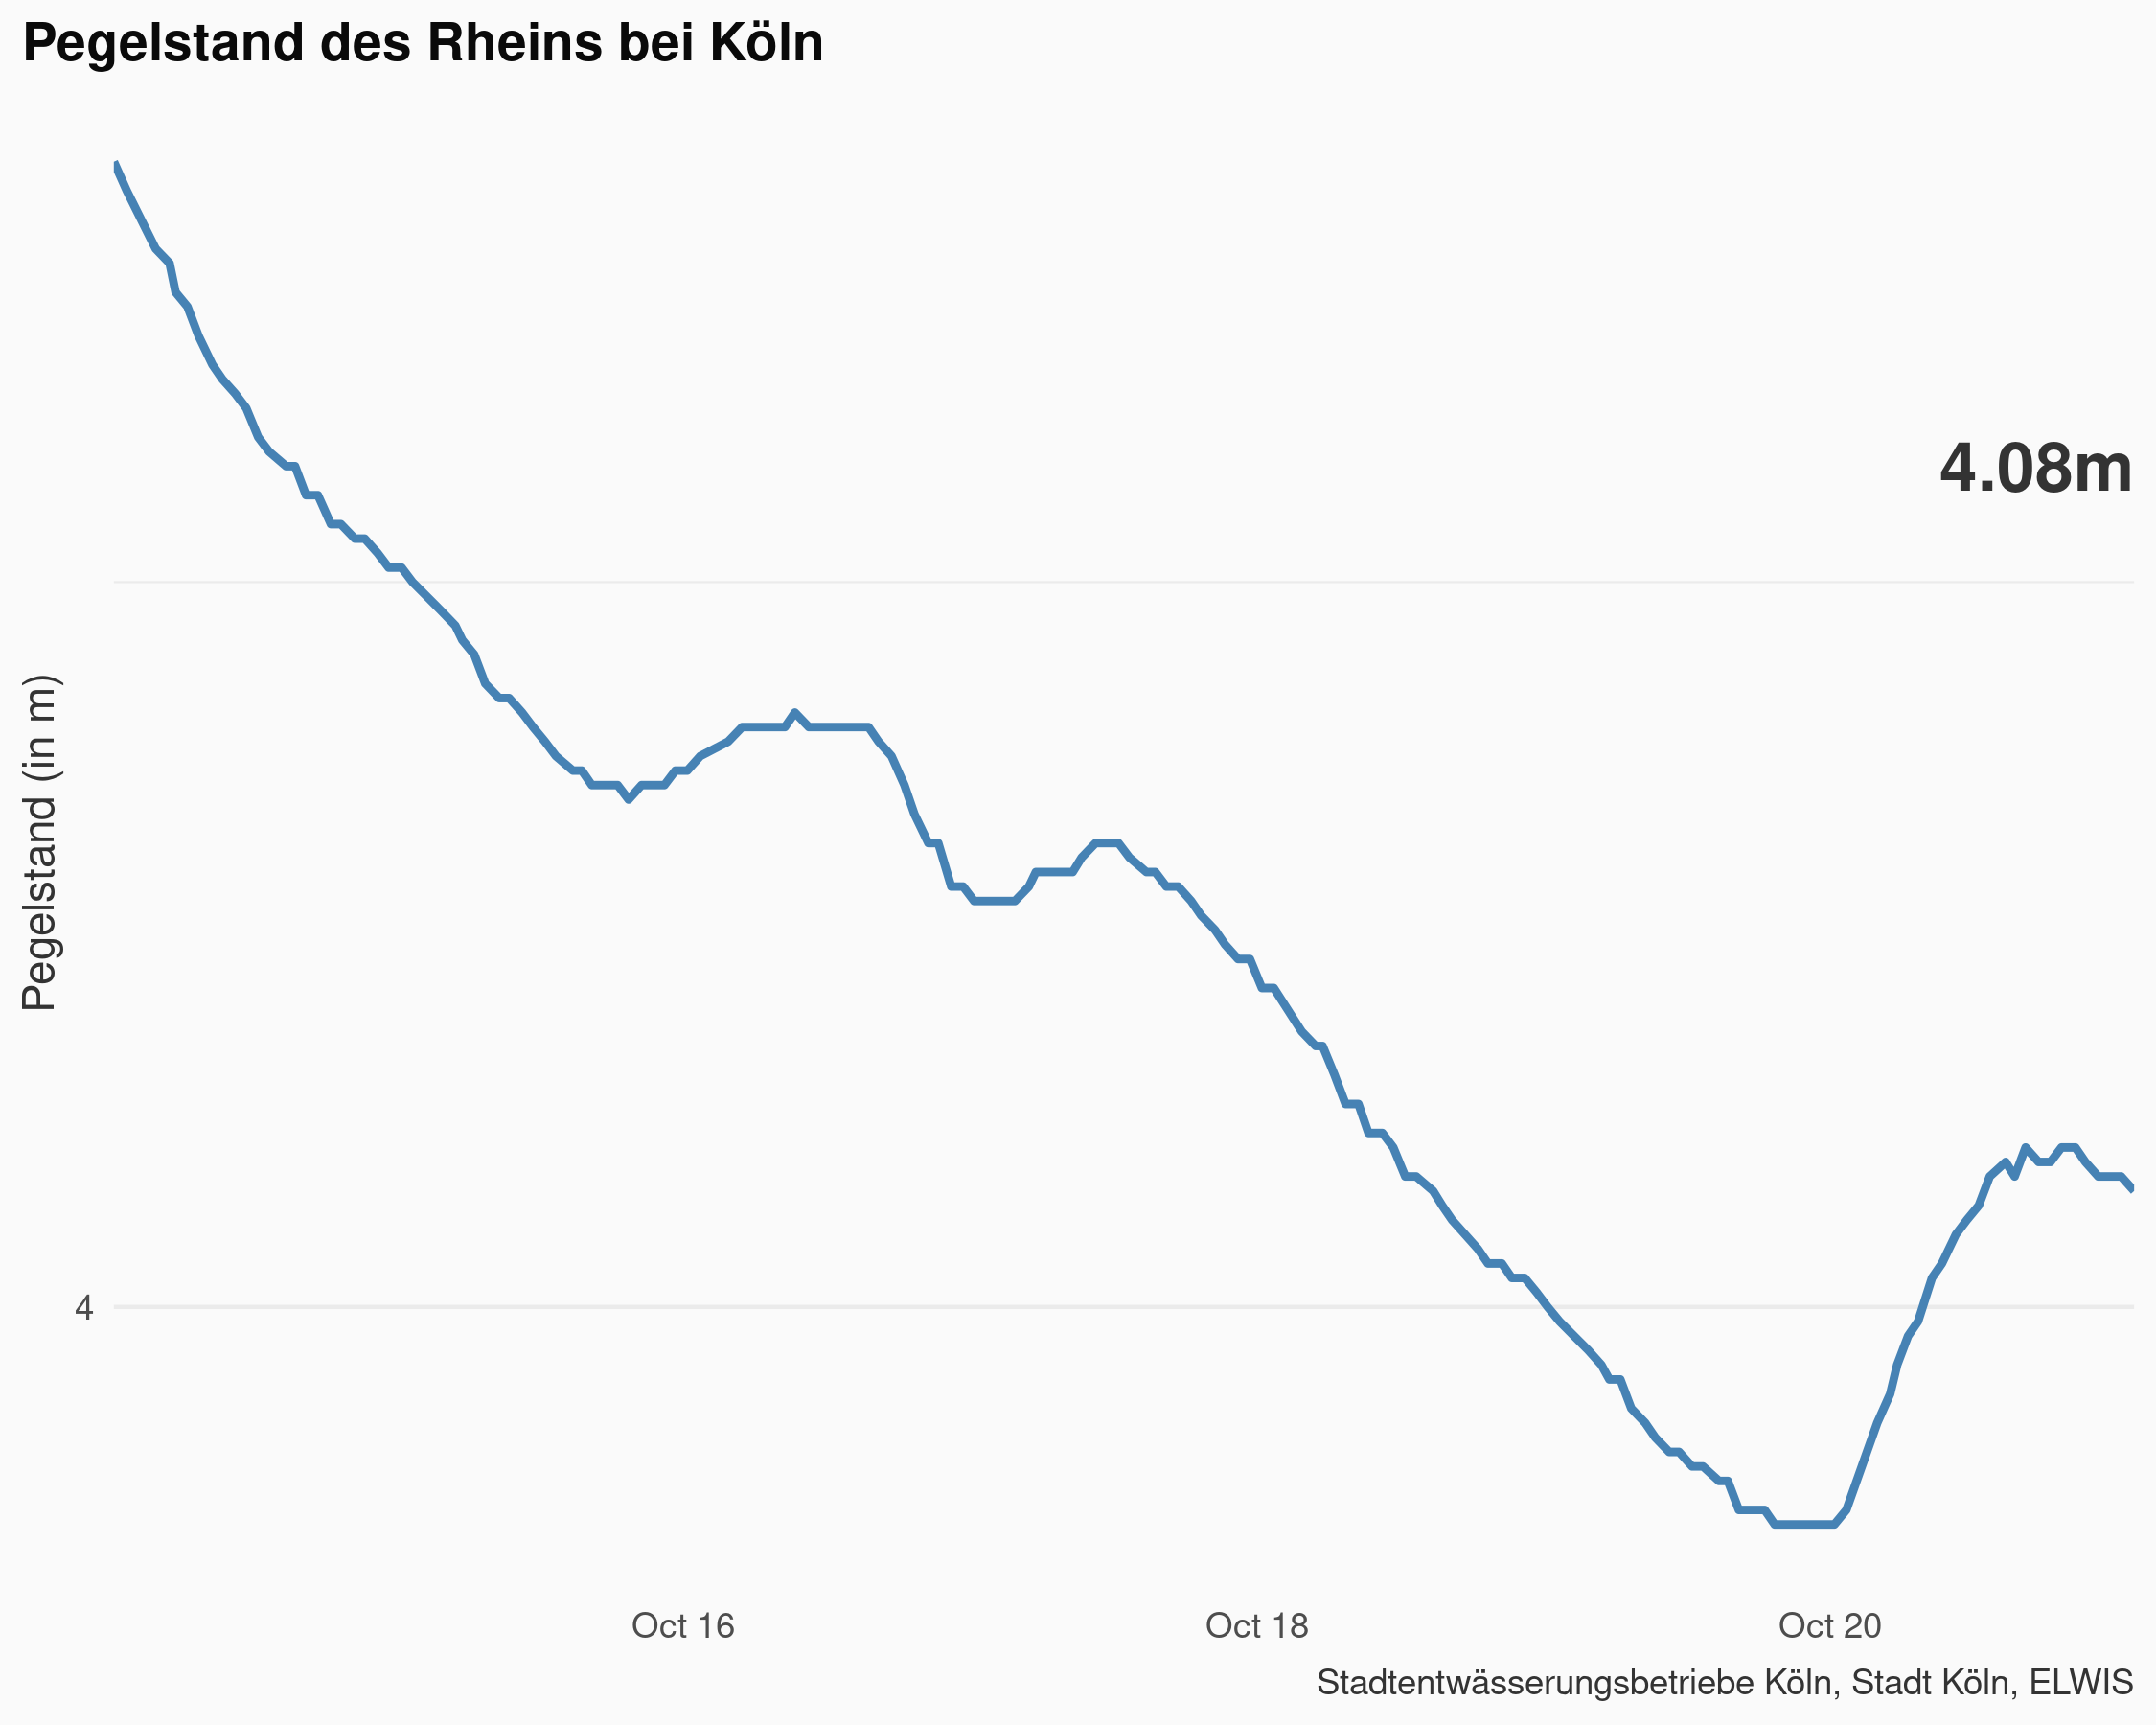 Pegelstand des Rheins bei Köln
4.08m
Pegelstand (in m)
4
Oct 16
Oct 18
Oct 20
Stadtentwässerungsbetriebe Köln, Stadt Köln, ELWIS